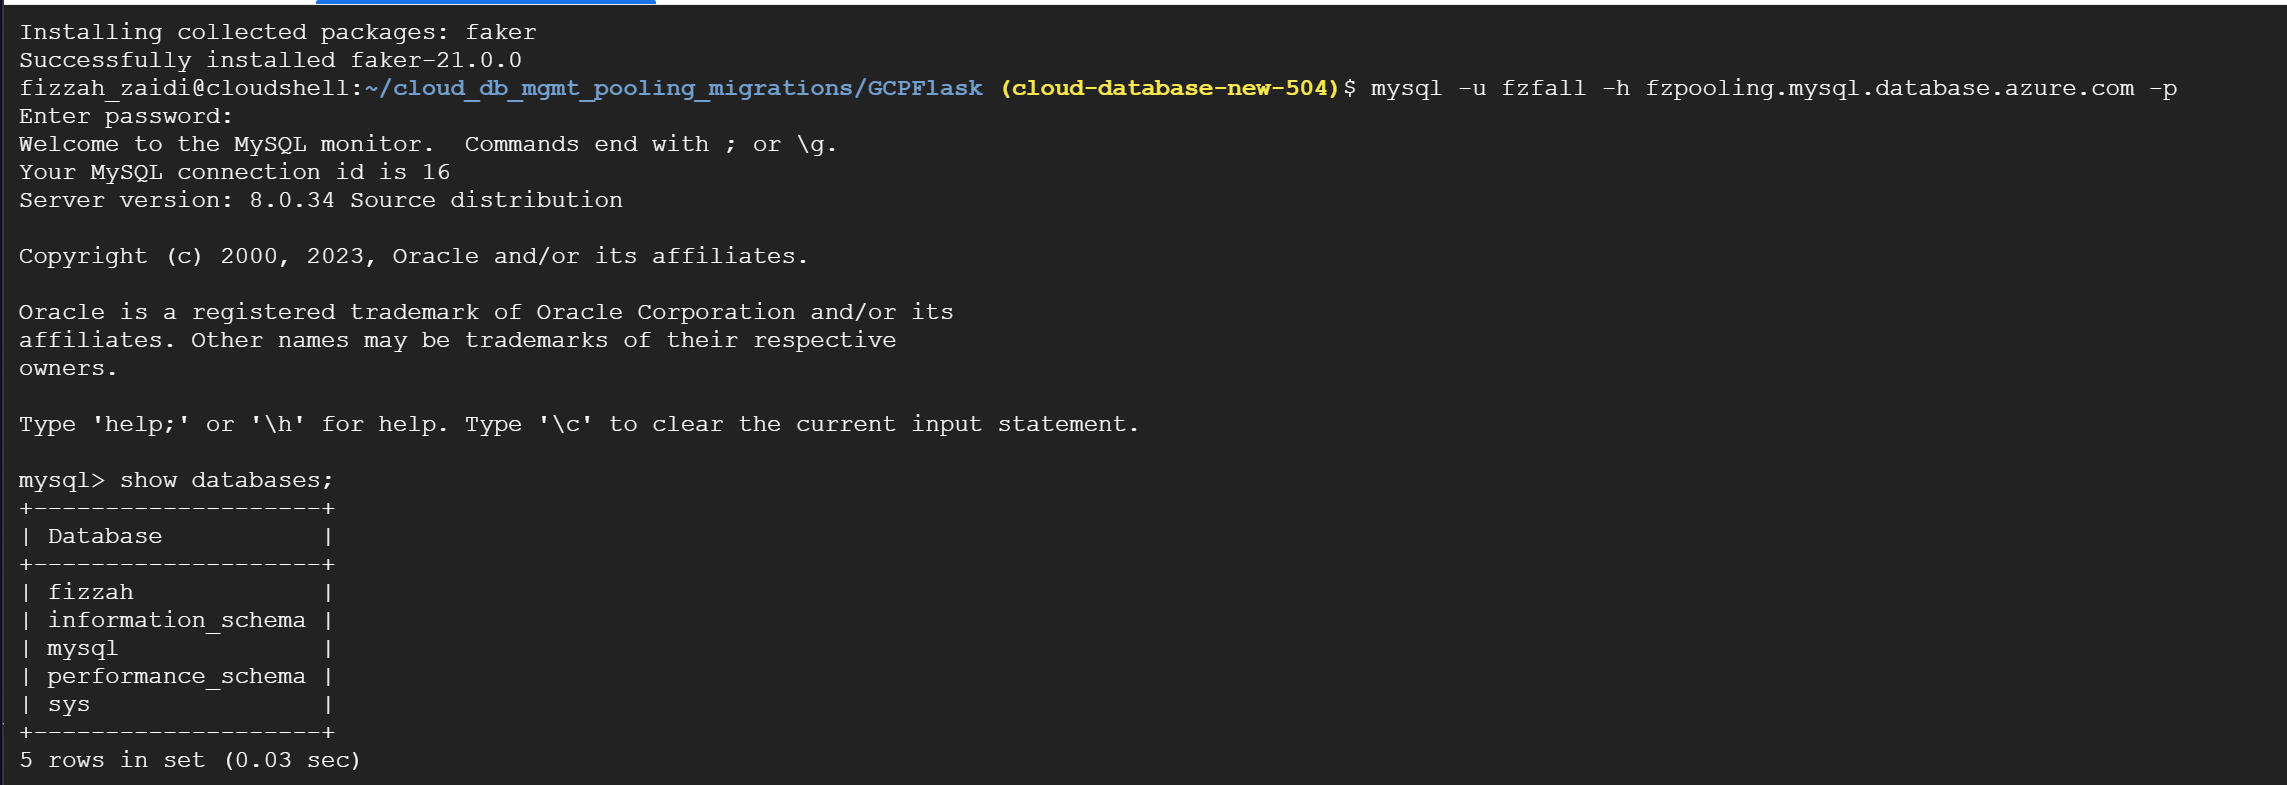 Installing collected packages: faker
Successfully installed faker-21.0.0
fizzah_zaidi@cloudshell:~/cloud_db_mgmt_pooling_migrations/GCPFlask (cloud-database-new-504)$ mysql -u fzfall -h fzpooling.mysql.database.azure.com -p
Enter password:
Welcome to the MySQL monitor.  Commands end with ; or \g.
Your MySQL connection id is 16
Server version: 8.0.34 Source distribution

Copyright (c) 2000, 2023, Oracle and/or its affiliates.

Oracle is a registered trademark of Oracle Corporation and/or its
affiliates. Other names may be trademarks of their respective
owners.

Type 'help;' or '\h' for help. Type '\c' to clear the current input statement.

mysql> show databases;
+--------------------+
| Database           |
+--------------------+
| fizzah             |
| information_schema |
| mysql              |
| performance_schema |
| sys                |
+--------------------+
5 rows in set (0.03 sec)